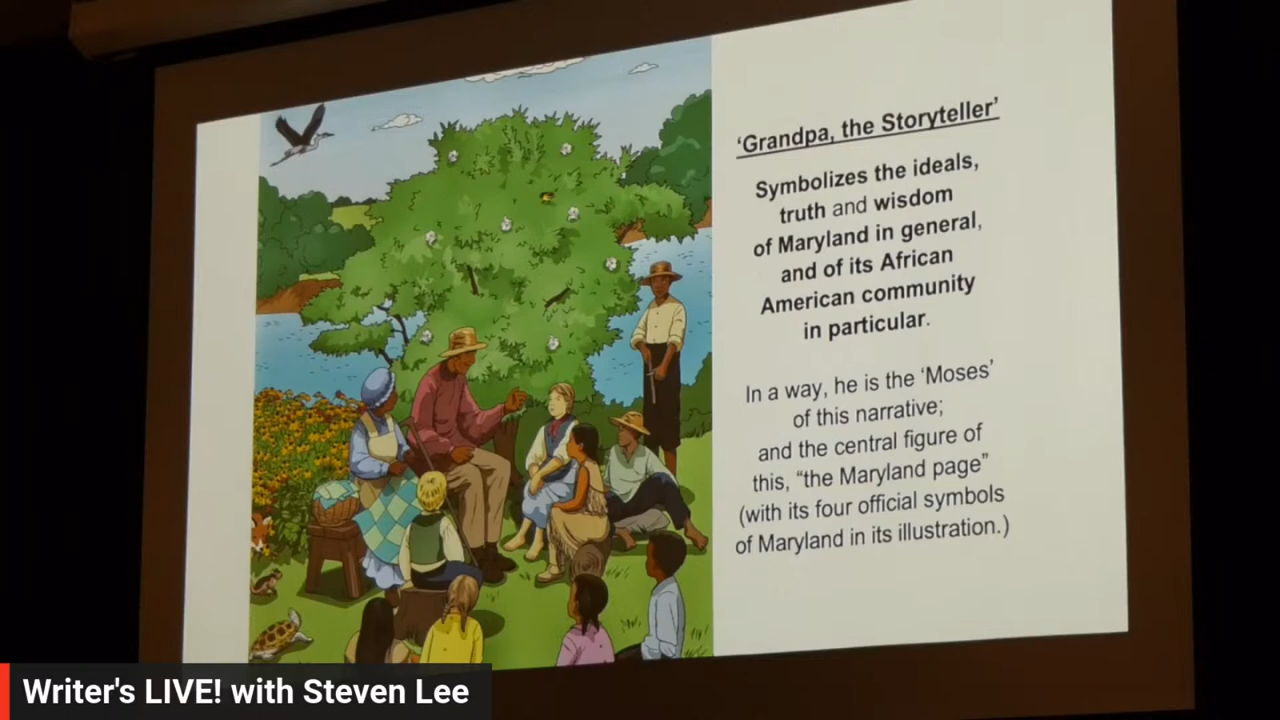 ‘Grandpa, the Storyteller’
Symbolizes the ideals,
truth and wisdom
of Maryland in general,
and of its African
American community
in particular.
In a way, he is the ‘Moses’
of this narrative;
and the central figure of
this, “the Maryland page”
(with its four official symbols
of Maryland in its illustration.)
Writer's LIVE! with Steven Lee